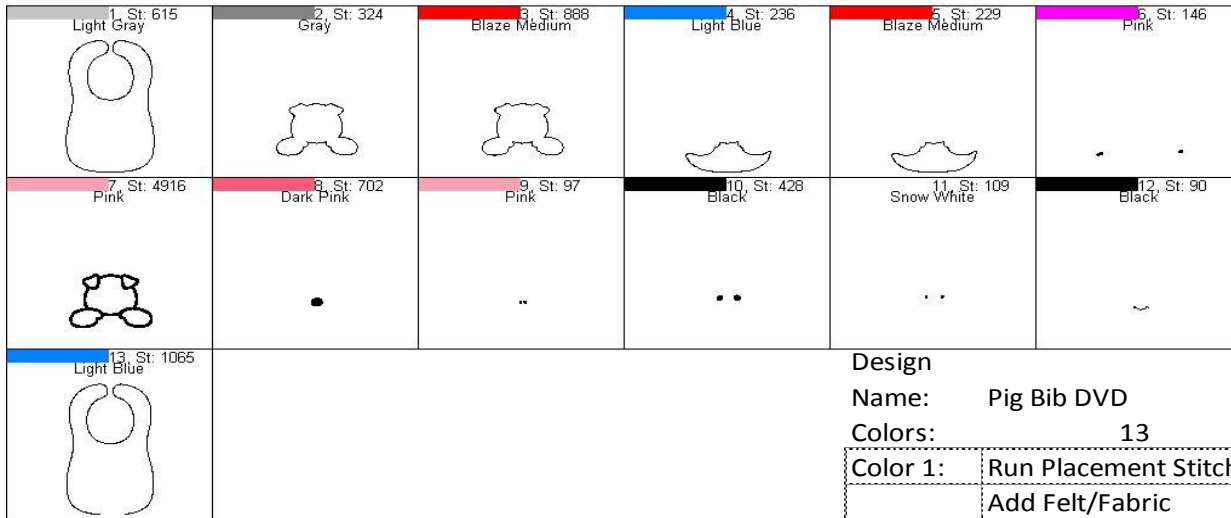 1, St: 615
Light Gray
2, St: 324
Gray
3, St: 888
Blaze Medium
4, St: 236
Light Blue
5, St: 229
Blaze Medium
6, St: 146
Pink
7, St: 4916
Pink
8, St: 702
Dark Pink
9, St: 97
Pink
10, St: 428
Black
11, St: 109
Snow White
12, St: 90
Black
13, St: 1065
Light Blue
Design
Name: Pig Bib DVD
Colors: 13
Color 1: Run Placement Stitch
Add Felt/Fabric